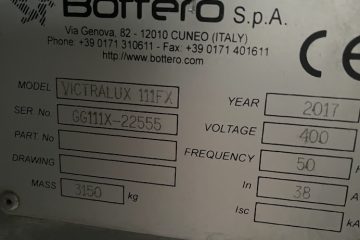 Bottero S.p.A.
Via Genova, 82 - 12010 CUNEO (ITALY)
Phone: +39 0171 310611 - Fax: +39 0171 401611
http://www.bottero.com
CE
MODEL VICTRALUX 111FX
SER. No. GG111X-22555
PART. No
DRAWING
MASS 3150 kg
YEAR 2017
VOLTAGE 400
FREQUENCY 50
In 38 A
Isc kA